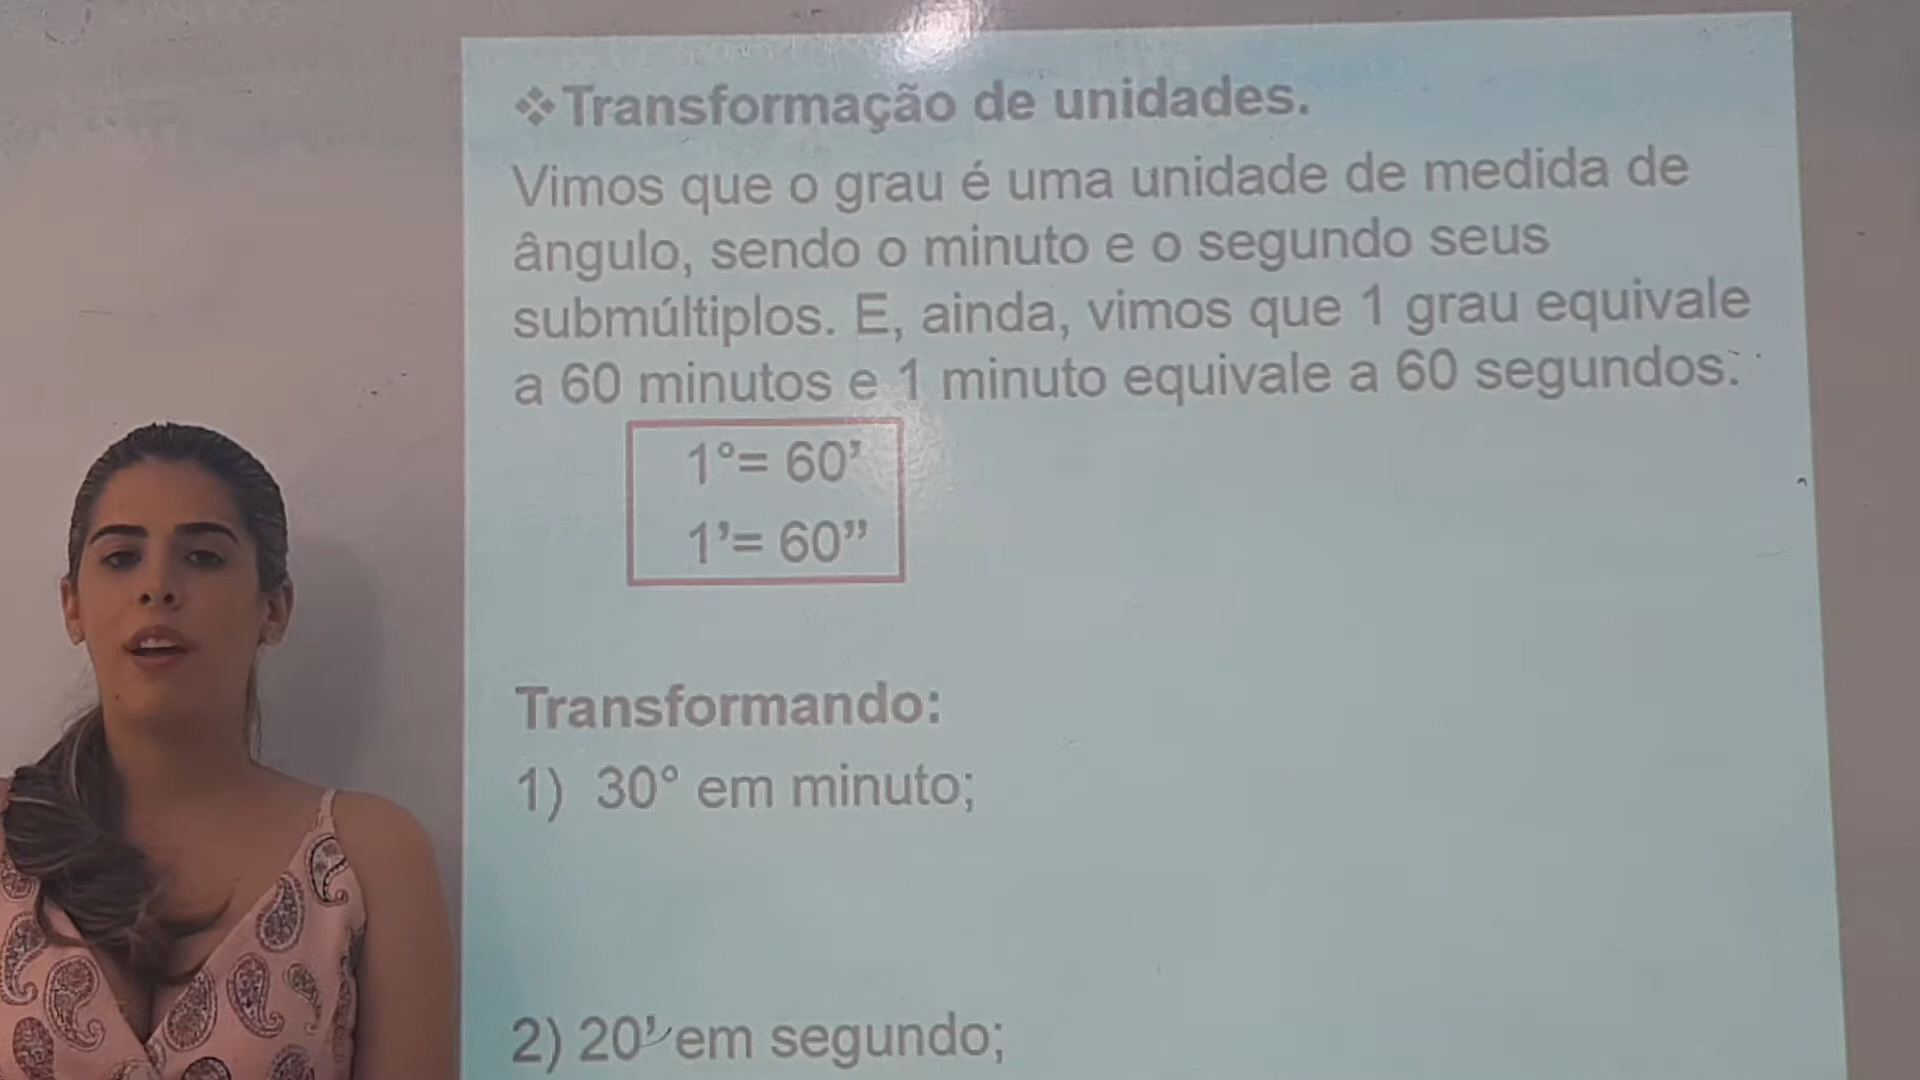 ❖Transformação de unidades.
Vimos que o grau é uma unidade de medida de
ângulo, sendo o minuto e o segundo seus
submúltiplos. E, ainda, vimos que 1 grau equivale
a 60 minutos e 1 minuto equivale a 60 segundos.
1°= 60’
1’= 60”
Transformando:
1) 30° em minuto;
2) 20’ em segundo;